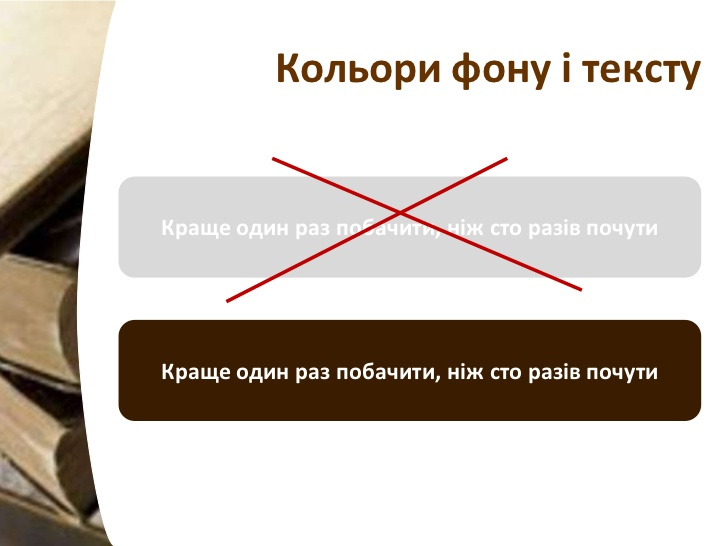 Кольори фону і тексту
Краще один раз побачити, ніж сто разів почути
Краще один раз побачити, ніж сто разів почути